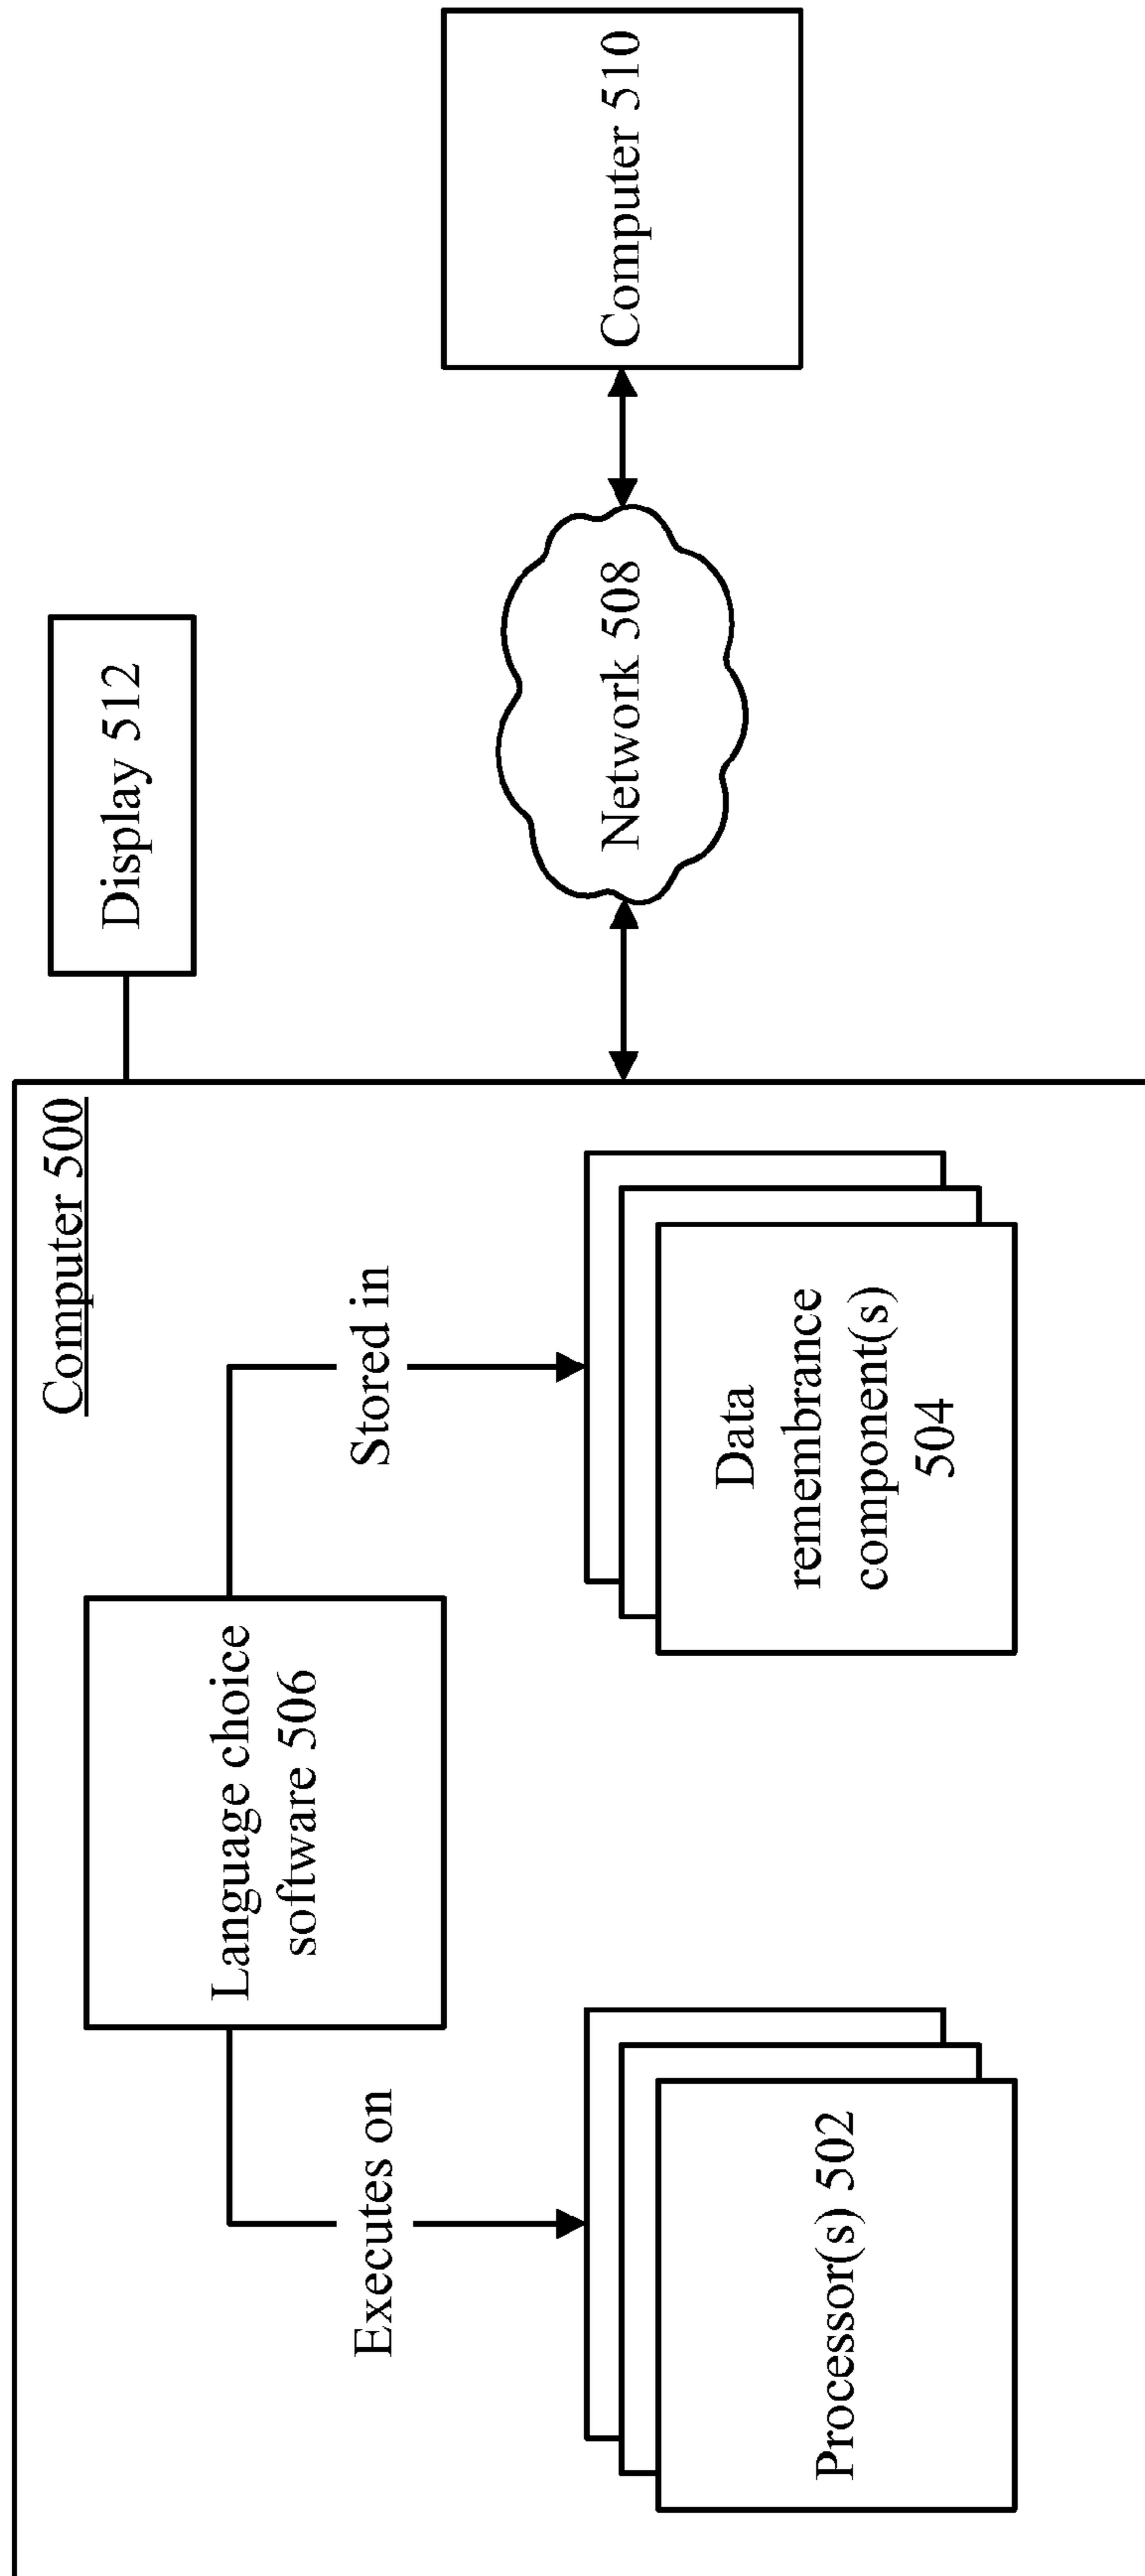 Computer 500
Language choice
software 506
Executes on
Stored in
Processor(s) 502
Data
remembrance
component(s)
504
Display 512
Network 508
Computer 510